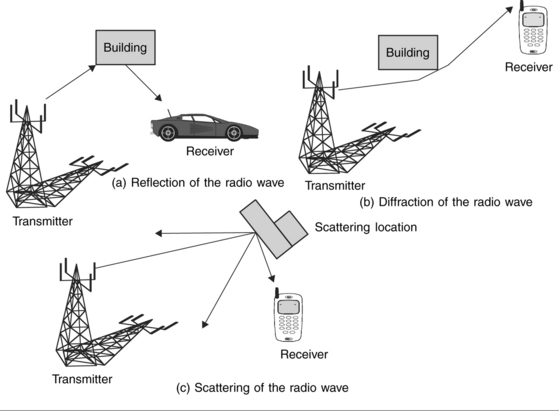 Building
Receiver
Transmitter
(a) Reflection of the radio wave
Building
Receiver
Transmitter
(b) Diffraction of the radio wave
Scattering location
Receiver
Transmitter
(c) Scattering of the radio wave